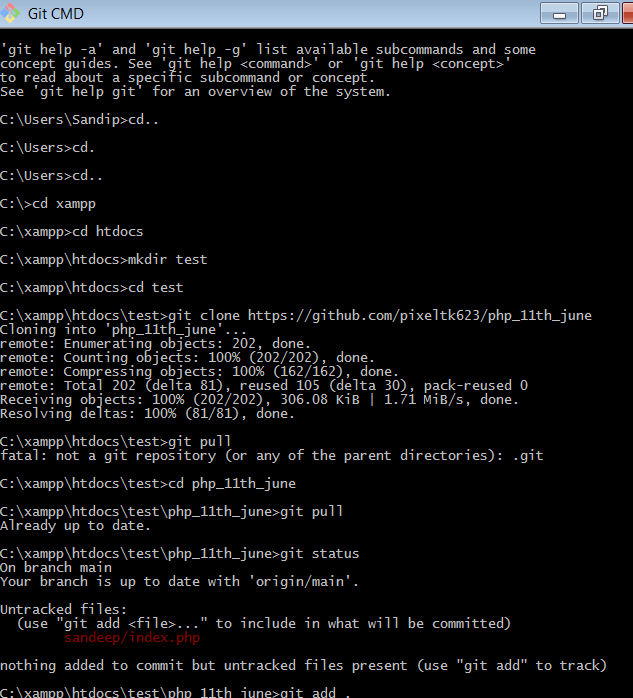 Git CMD
'git help -a' and 'git help -g' list available subcommands and some
concept guides. See 'git help <command>' or 'git help <concept>'
to read about a specific subcommand or concept.
See 'git help git' for an overview of the system.
C:\Users\Sandip>cd..
C:\Users>cd.
C:\Users>cd..
C:\>cd xampp
C:\xampp>cd htdocs
C:\xampp\htdocs>mkdir test
C:\xampp\htdocs>cd test
C:\xampp\htdocs\test>git clone https://github.com/pixeltk623/php_11th_june
Cloning into 'php_11th_june'...
remote: Enumerating objects: 202, done.
remote: Counting objects: 100% (202/202), done.
remote: Compressing objects: 100% (162/162), done.
remote: Total 202 (delta 81), reused 105 (delta 30), pack-reused 0
Receiving objects: 100% (202/202), 306.08 KiB | 1.71 MiB/s, done.
Resolving deltas: 100% (81/81), done.
C:\xampp\htdocs\test>git pull
fatal: not a git repository (or any of the parent directories): .git
C:\xampp\htdocs\test>cd php_11th_june
C:\xampp\htdocs\test\php_11th_june>git pull
Already up to date.
C:\xampp\htdocs\test\php_11th_june>git status
On branch main
Your branch is up to date with 'origin/main'.
Untracked files:
(use "git add <file>..." to include in what will be committed)
sandeep/index.php
nothing added to commit but untracked files present (use "git add" to track)
C:\xampp\htdocs\test\php_11th_june>git add .